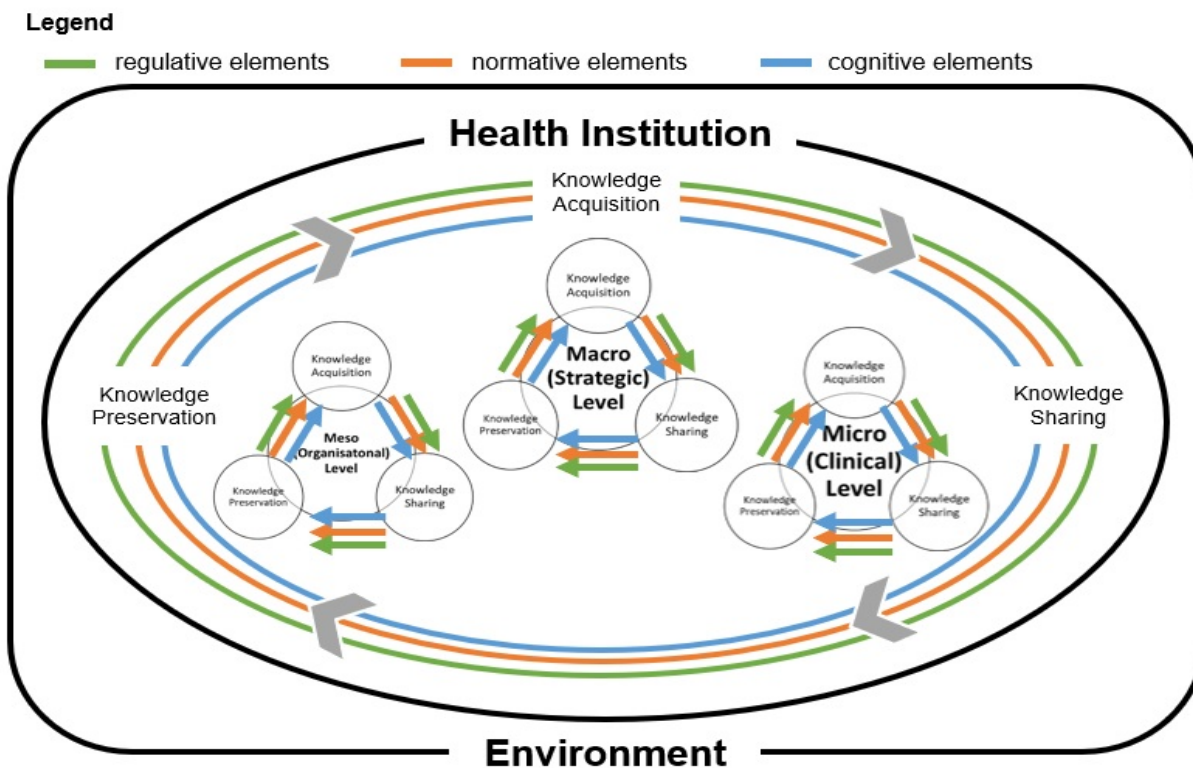 Legend
regulative elements
normative elements
cognitive elements
Health Institution
Knowledge
Acquisition
Knowledge
Preservation
Knowledge
Sharing
Knowledge
Acquisition
Macro
(Strategic)
Level
Knowledge
Preservation
Knowledge
Sharing
Knowledge
Acquisition
Meso
(Organisatonal)
Level
Knowledge
Preservation
Knowledge
Sharing
Knowledge
Acquisition
Micro
(Clinical)
Level
Knowledge
Preservation
Knowledge
Sharing
Environment